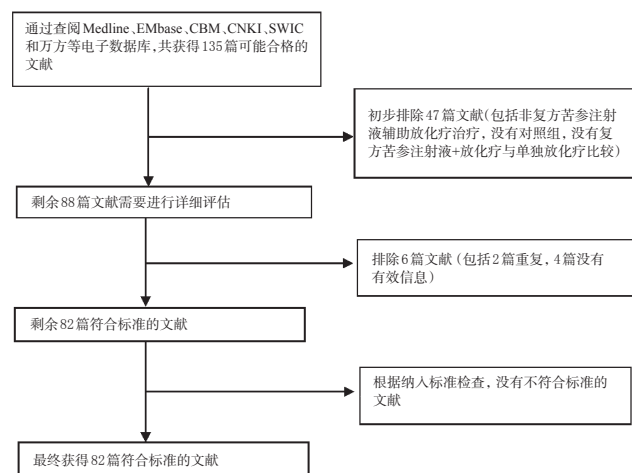 通过查阅Medline、EMbase、CBM、CNKI、SWIC
和万方等电子数据库,共获得135篇可能合格的
文献
初步排除47篇文献(包括非复方苦参注射
液辅助放化疗治疗，没有对照组，没有复
方苦参注射液+放化疗与单独放化疗比较)
剩余88篇文献需要进行详细评估
排除6篇文献(包括2篇重复，4篇没有
有效信息)
剩余82篇符合标准的文献
根据纳入标准检查，没有不符合标准的
文献
最终获得82篇符合标准的文献